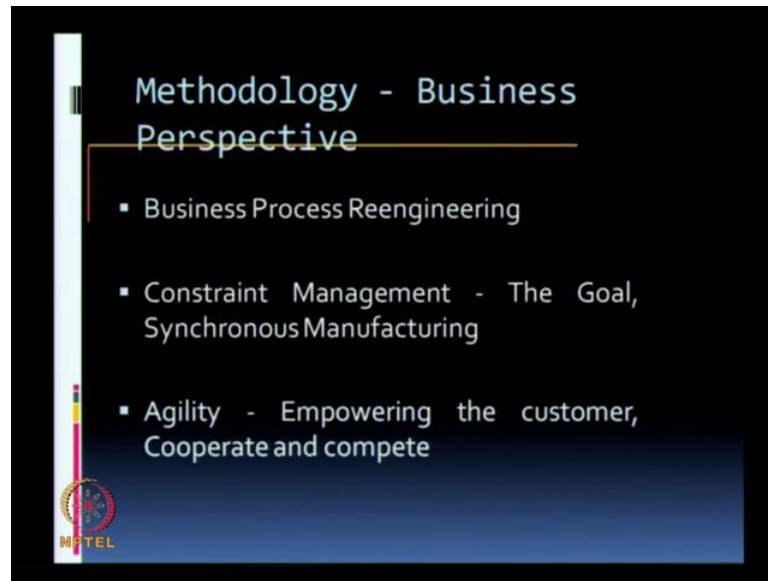 Methodology - Business
Perspective
▪ Business Process Reengineering
▪ Constraint Management - The Goal,
Synchronous Manufacturing
▪ Agility - Empowering the customer,
Cooperate and compete
NPTEL